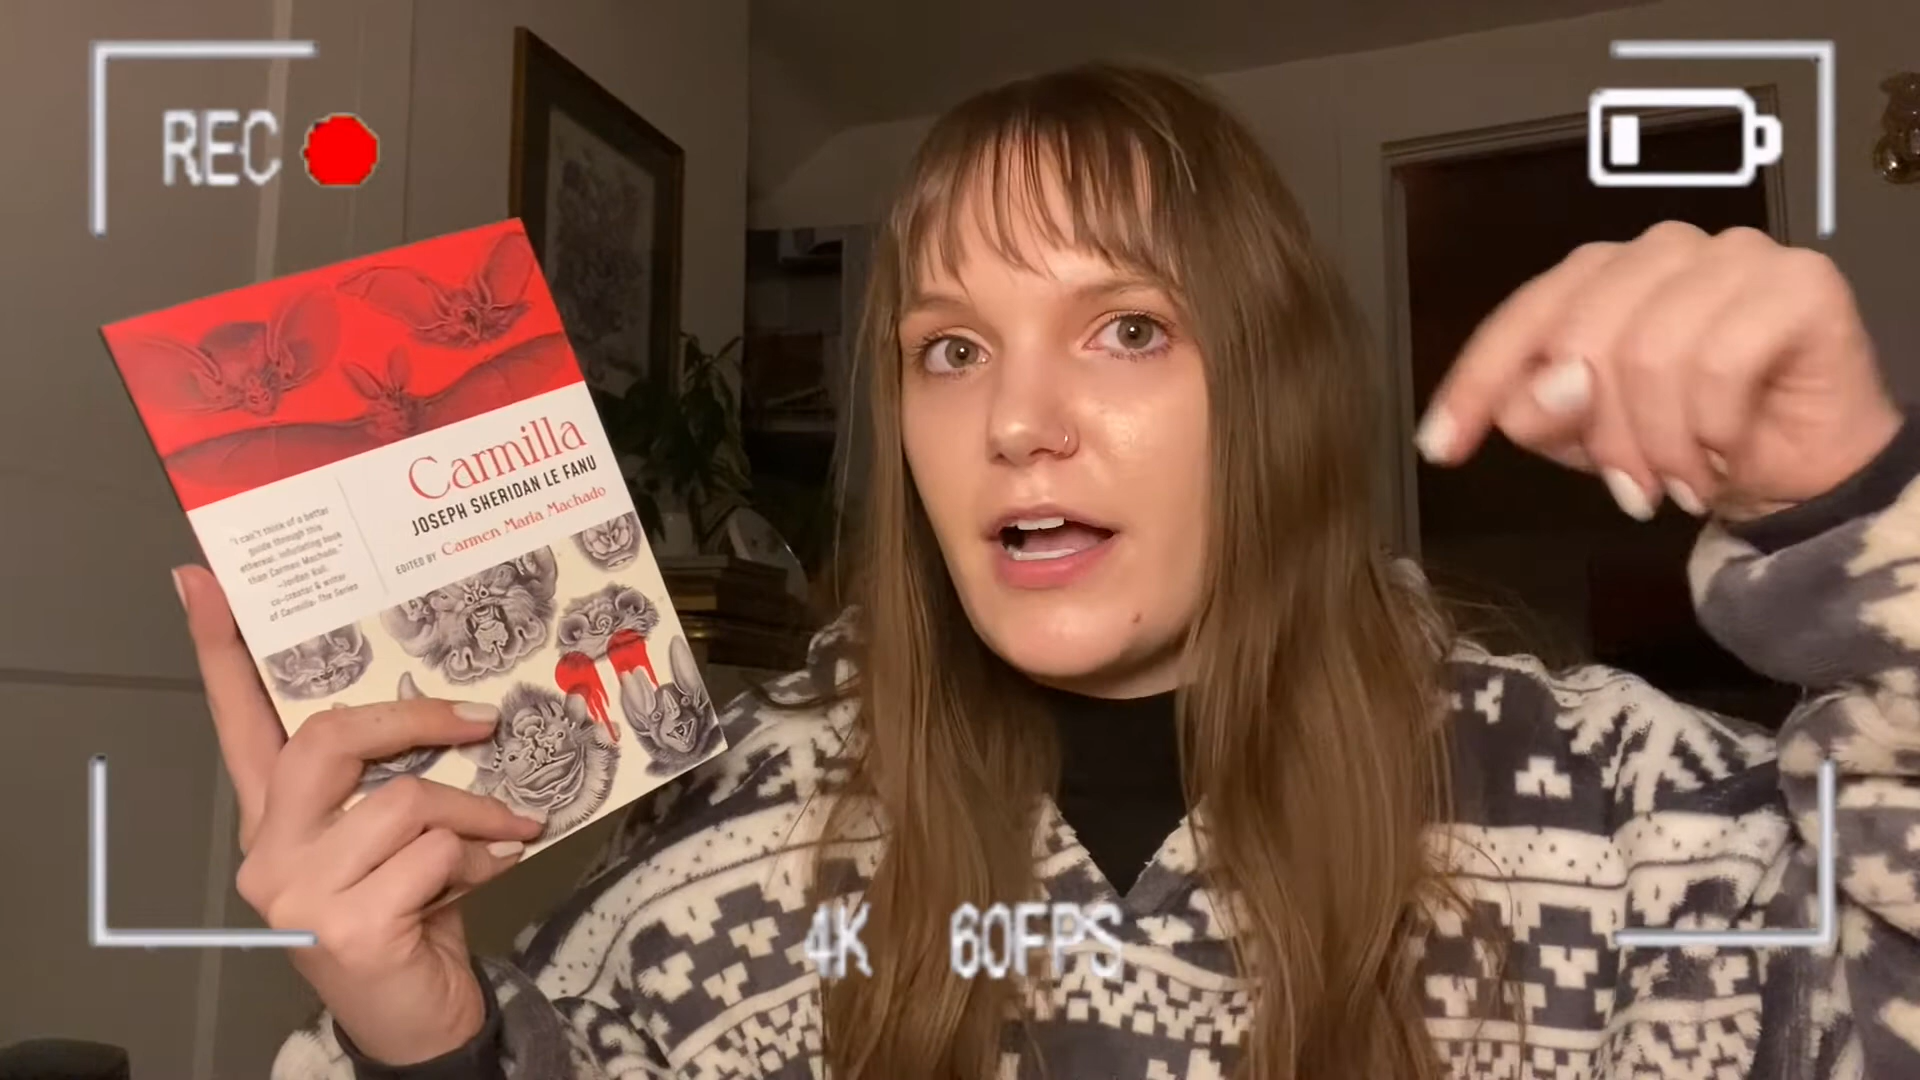 REC
Carmilla
JOSEPH SHERIDAN LE FANU
EDITED BY Carmen Maria Machado
"I can't think of a better
guide through this
ethereal, infuriating book
than Carmen Machado."
—Jordan Hall,
co-creator & writer
of Carmilla: The Series
4K 60FPS